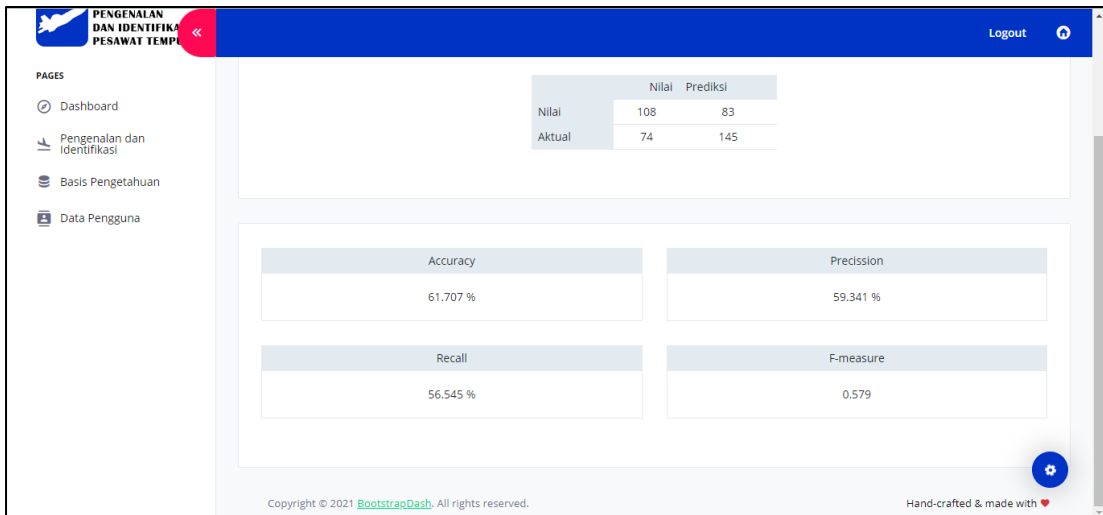 PENGENALAN
DAN IDENTIFIKA
PESAWAT TEMPU
Logout
PAGES
Dashboard
Pengenalan dan
Identifikasi
Basis Pengetahuan
Data Pengguna
Nilai Prediksi
Nilai 108 83
Aktual 74 145
Accuracy
61.707 %
Precission
59.341 %
Recall
56.545 %
F-measure
0.579
Copyright © 2021 BootstrapDash. All rights reserved.
Hand-crafted & made with ♥